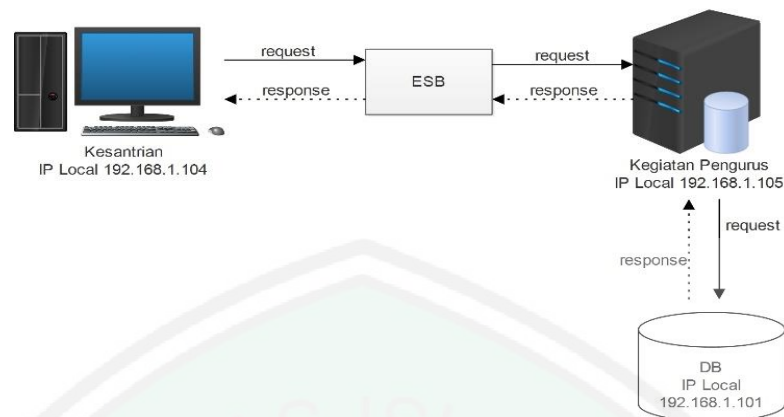 request
request
ESB
response
response
Kesantrian
IP Local 192.168.1.104
Kegiatan Pengurus
IP Local 192.168.1.105
request
response
DB
IP Local
192.168.1.101